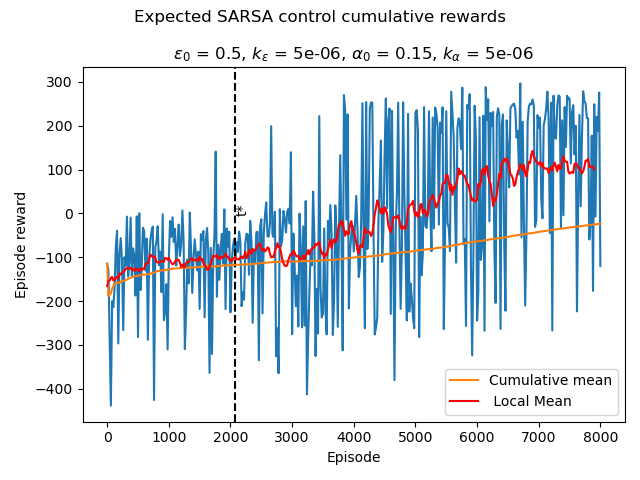 Expected SARSA control cumulative rewards
ε₀ = 0.5, kε = 5e-06, α₀ = 0.15, kα = 5e-06
Episode reward
300
200
100
0
−100
−200
−300
−400
t*
Cumulative mean
Local Mean
0
1000
2000
3000
4000
5000
6000
7000
8000
Episode